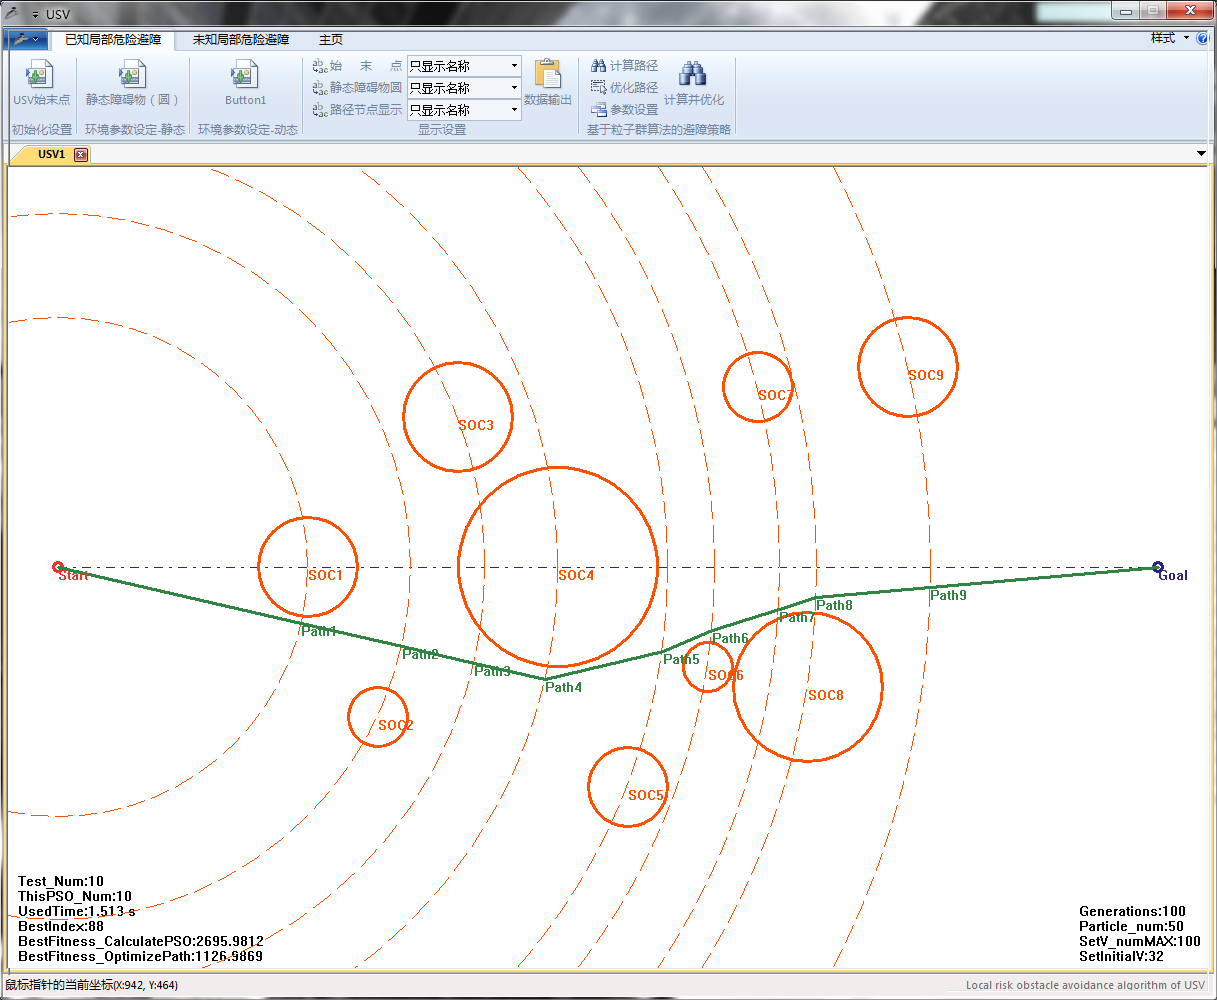 USV
已知局部危险避障 未知局部危险避障 主页 样式
USV始末点
初始化设置
静态障碍物（圆）
环境参数设定-静态
Button1
环境参数设定-动态
始 末 点 只显示名称
静态障碍物圆 只显示名称
路径节点显示 只显示名称
数据输出
显示设置
计算路径
优化路径
参数设置
计算并优化
基于粒子群算法的避障策略
USV1
SOC9
SOC7
SOC3
Start
SOC1
SOC4
Goal
Path9
Path8
Path7
Path1
Path6
Path2
Path5
Path3
SOC6
Path4
SOC8
SOC2
SOC5
Test_Num:10
ThisPSO_Num:10
UsedTime:1.513 s
BestIndex:88
BestFitness_CalculatePSO:2695.9812
BestFitness_OptimizePath:1126.9869
Generations:100
Particle_num:50
SetV_numMAX:100
SetInitialV:32
鼠标指针的当前坐标(X:942, Y:464)
Local risk obstacle avoidance algorithm of USV